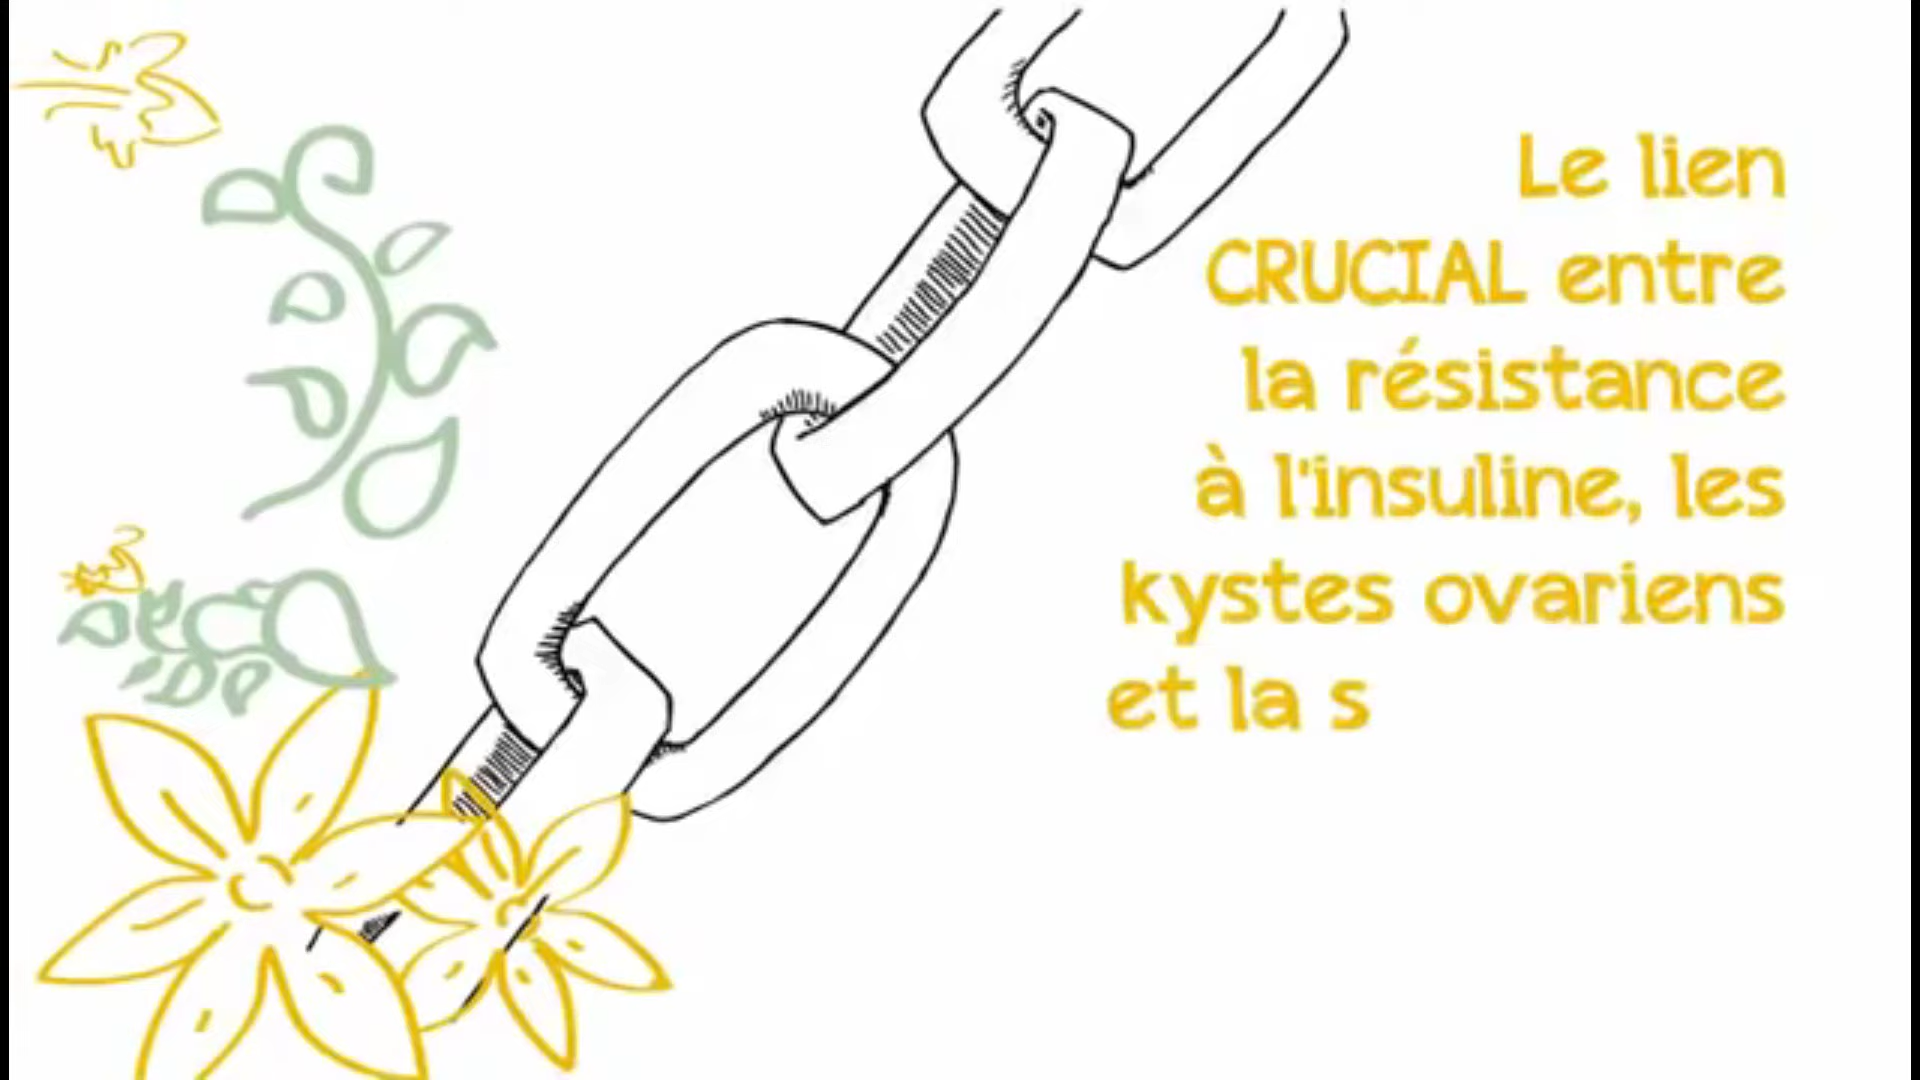 Le lien
CRUCIAL entre
la résistance
à l'insuline, les
kystes ovariens
et la s